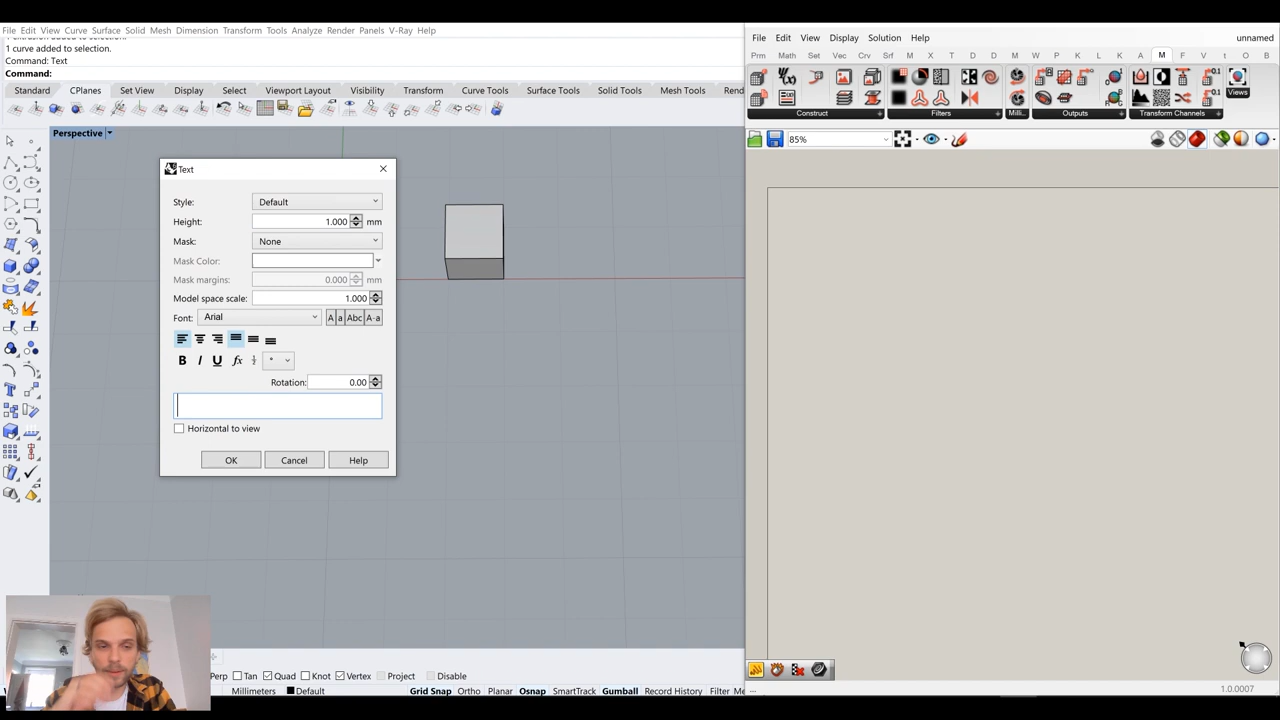 File Edit View Curve Surface Solid Mesh Dimension Transform Tools Analyze Render Panels V-Ray Help
1 curve added to selection.
Command: Text
Command:
Standard CPlanes Set View Display Select Viewport Layout Visibility Transform Curve Tools Surface Tools Solid Tools Mesh Tools Rend
Perspective
Text
Style: Default
Height: 1.000 mm
Mask: None
Mask Color:
Mask margins: 0.000 mm
Model space scale: 1.000
Font: Arial A a Abc A-a
B I U fx ½ °
Rotation: 0.00
Horizontal to view
OK Cancel Help
Perp Tan Quad Knot Vertex Project Disable
Millimeters Default Grid Snap Ortho Planar Osnap SmartTrack Gumball Record History Filter M
File Edit View Display Solution Help unnamed
Prm Math Set Vec Crv Srf M X T D D M W P K L K A M F V t O B
Construct Filters Milli... Outputs Transform Channels Views
85%
... 1.0.0007